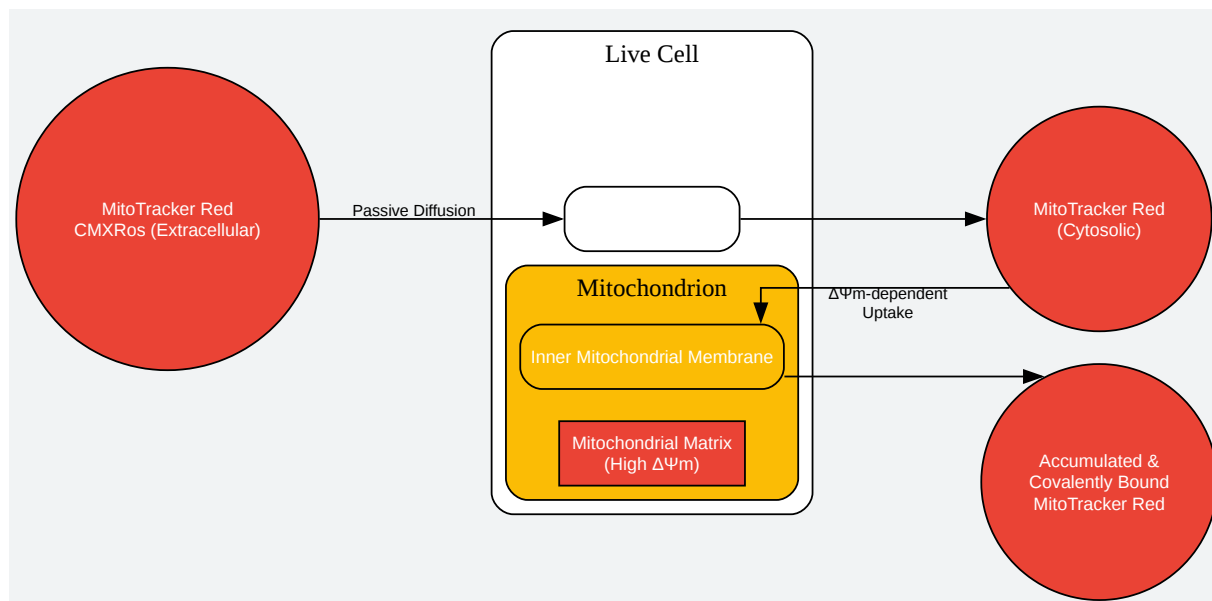 Live Cell
MitoTracker Red
CMXRos (Extracellular)
Passive Diffusion
MitoTracker Red
(Cytosolic)
Mitochondrion
ΔΨm-dependent
Uptake
Inner Mitochondrial Membrane
Mitochondrial Matrix
(High ΔΨm)
Accumulated &
Covalently Bound
MitoTracker Red